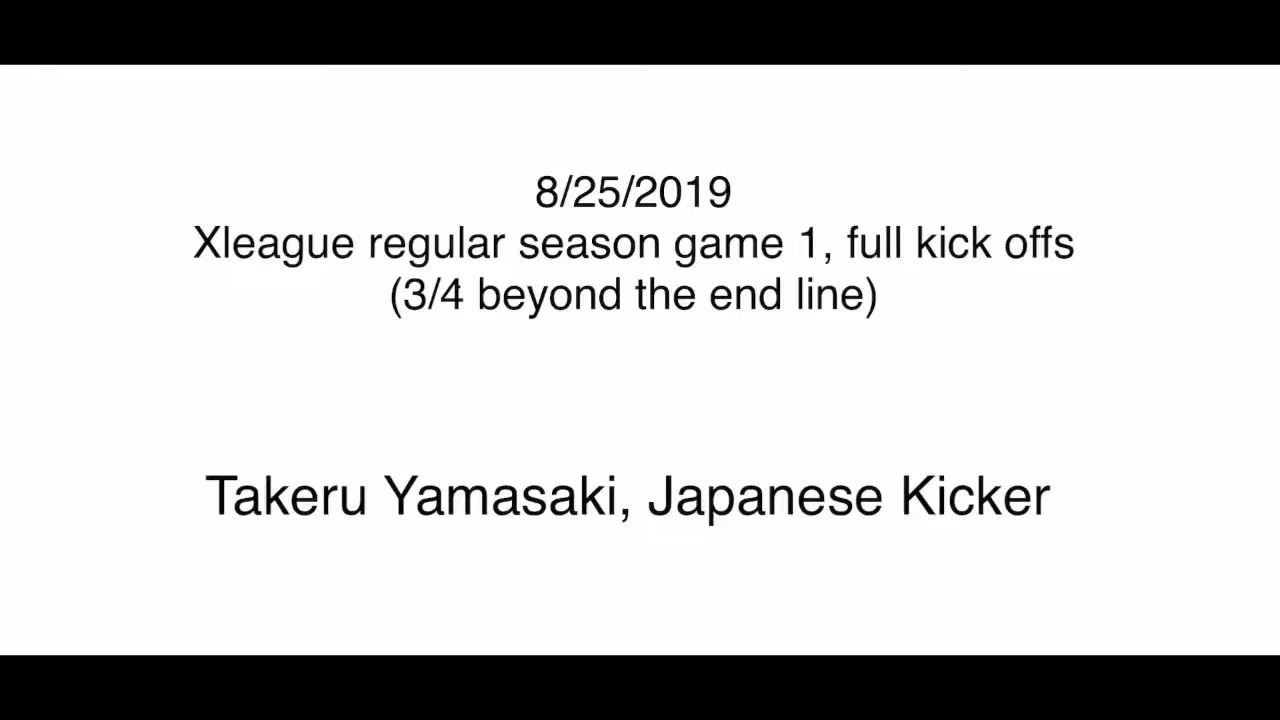 8/25/2019
Xleague regular season game 1, full kick offs
(3/4 beyond the end line)
Takeru Yamasaki, Japanese Kicker